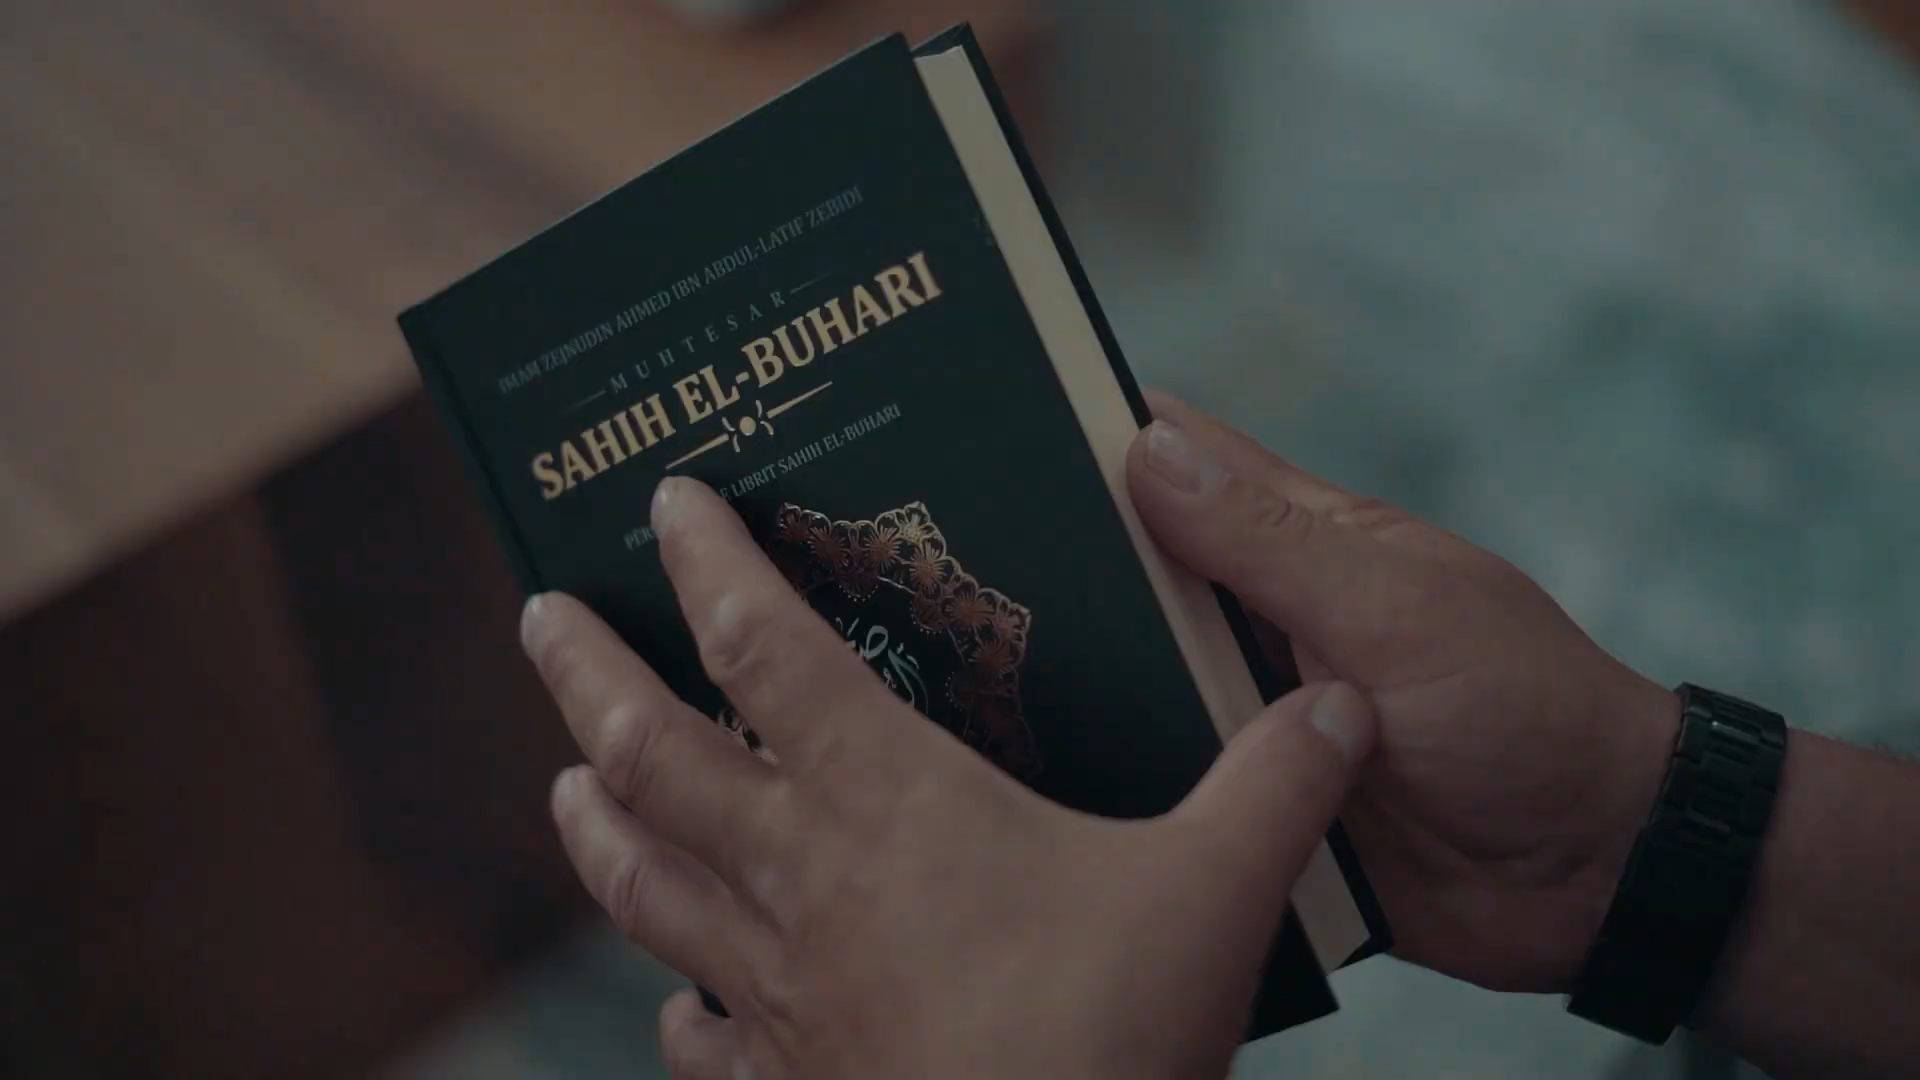 IMAM ZEJNUDIN AHMED IBN ABDUL-LATIF ZEBIDI
MUHTESAR
SAHIH EL-BUHARI
LIBRIT SAHIH EL-BUHARI